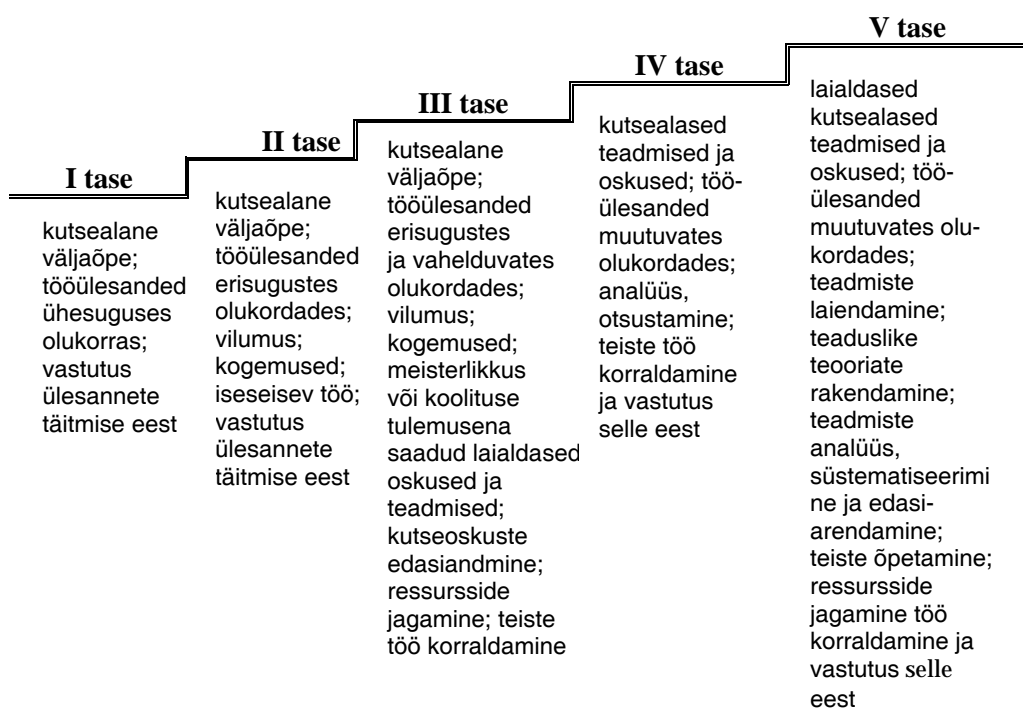 I tase
kutsealane
väljaõpe;
tööülesanded
ühesuguses
olukorras;
vastutus
ülesannete
täitmise eest
II tase
kutsealane
väljaõpe;
tööülesanded
erisugustes
olukordades;
vilumus;
kogemused;
iseseisev töö;
vastutus
ülesannete
täitmise eest
III tase
kutsealane
väljaõpe;
tööülesanded
erisugustes
ja vahelduvates
olukordades;
vilumus;
kogemused;
meisterlikkus
või koolituse
tulemusena
saadud laialdased
oskused ja
teadmised;
kutseoskuste
edasiandmine;
ressursside
jagamine; teiste
töö korraldamine
IV tase
kutsealased
teadmised ja
oskused; töö-
ülesanded
muutuvates
olukordades;
analüüs,
otsustamine;
teiste töö
korraldamine
ja vastutus
selle eest
V tase
laialdased
kutsealased
teadmised ja
oskused; töö-
ülesanded
muutuvates olu-
kordades;
teadmiste
laiendamine;
teaduslike
teooriate
rakendamine;
teadmiste
analüüs,
süstematiseerimi
ne ja edasi-
arendamine;
teiste õpetamine;
ressursside
jagamine töö
korraldamine ja
vastutus selle
eest